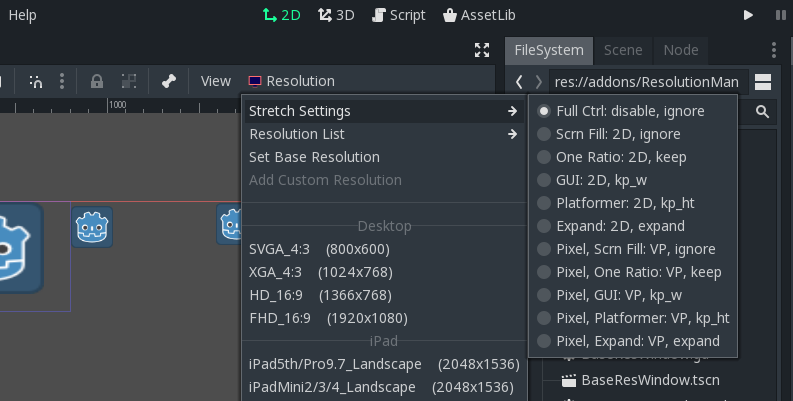 Help
2D
3D
Script
AssetLib
FileSystem
Scene
Node
View
Resolution
res://addons/ResolutionMan
1000
Stretch Settings
Resolution List
Set Base Resolution
Add Custom Resolution
Desktop
SVGA_4:3 (800x600)
XGA_4:3 (1024x768)
HD_16:9 (1366x768)
FHD_16:9 (1920x1080)
iPad
iPad5th/Pro9.7_Landscape (2048x1536)
iPadMini2/3/4_Landscape (2048x1536)
Full Ctrl: disable, ignore
Scrn Fill: 2D, ignore
One Ratio: 2D, keep
GUI: 2D, kp_w
Platformer: 2D, kp_ht
Expand: 2D, expand
Pixel, Scrn Fill: VP, ignore
Pixel, One Ratio: VP, keep
Pixel, GUI: VP, kp_w
Pixel, Platformer: VP, kp_ht
Pixel, Expand: VP, expand
BaseResWindow.tscn